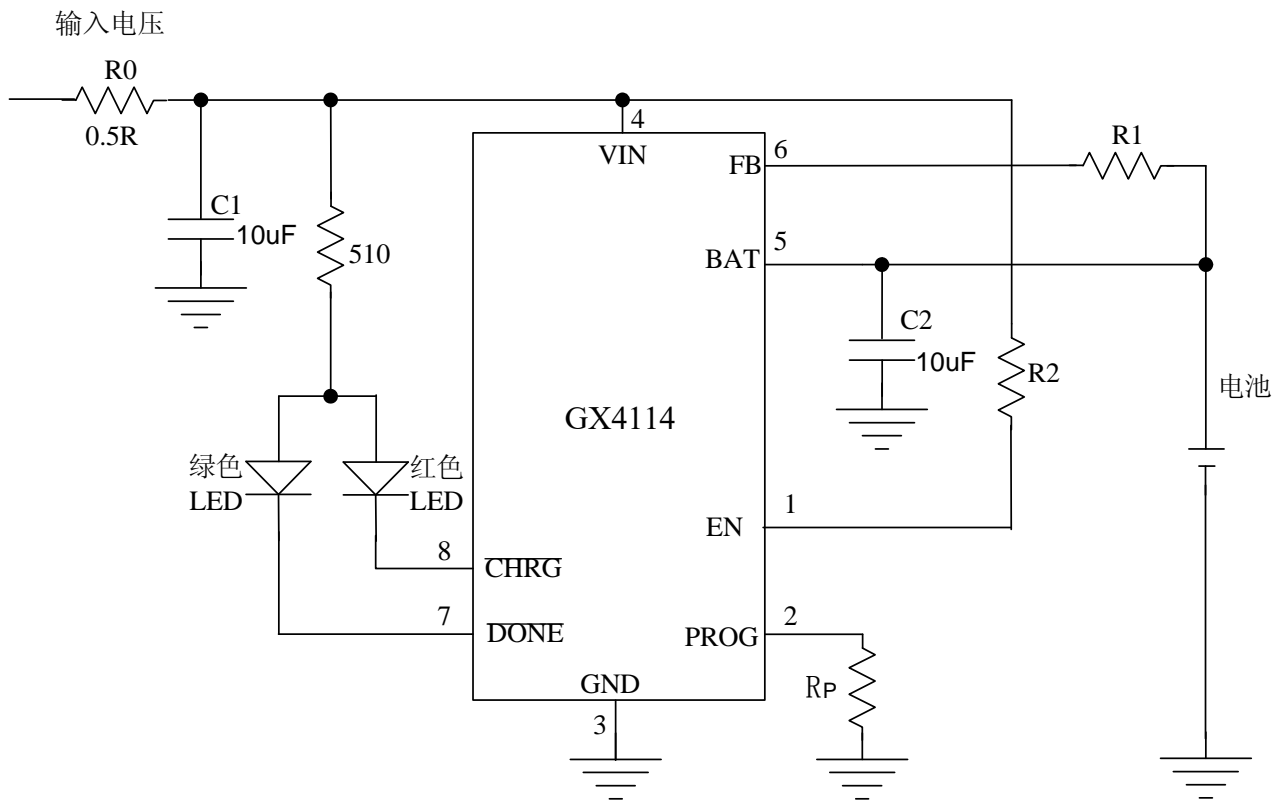 输入电压
R0
0.5R
4
VIN
6
FB
R1
C1
10uF
510
5
BAT
C2
10uF
R2
电池
GX4114
绿色
LED
红色
LED
1
EN
8
CHRG
7
DONE
2
PROG
RP
GND
3